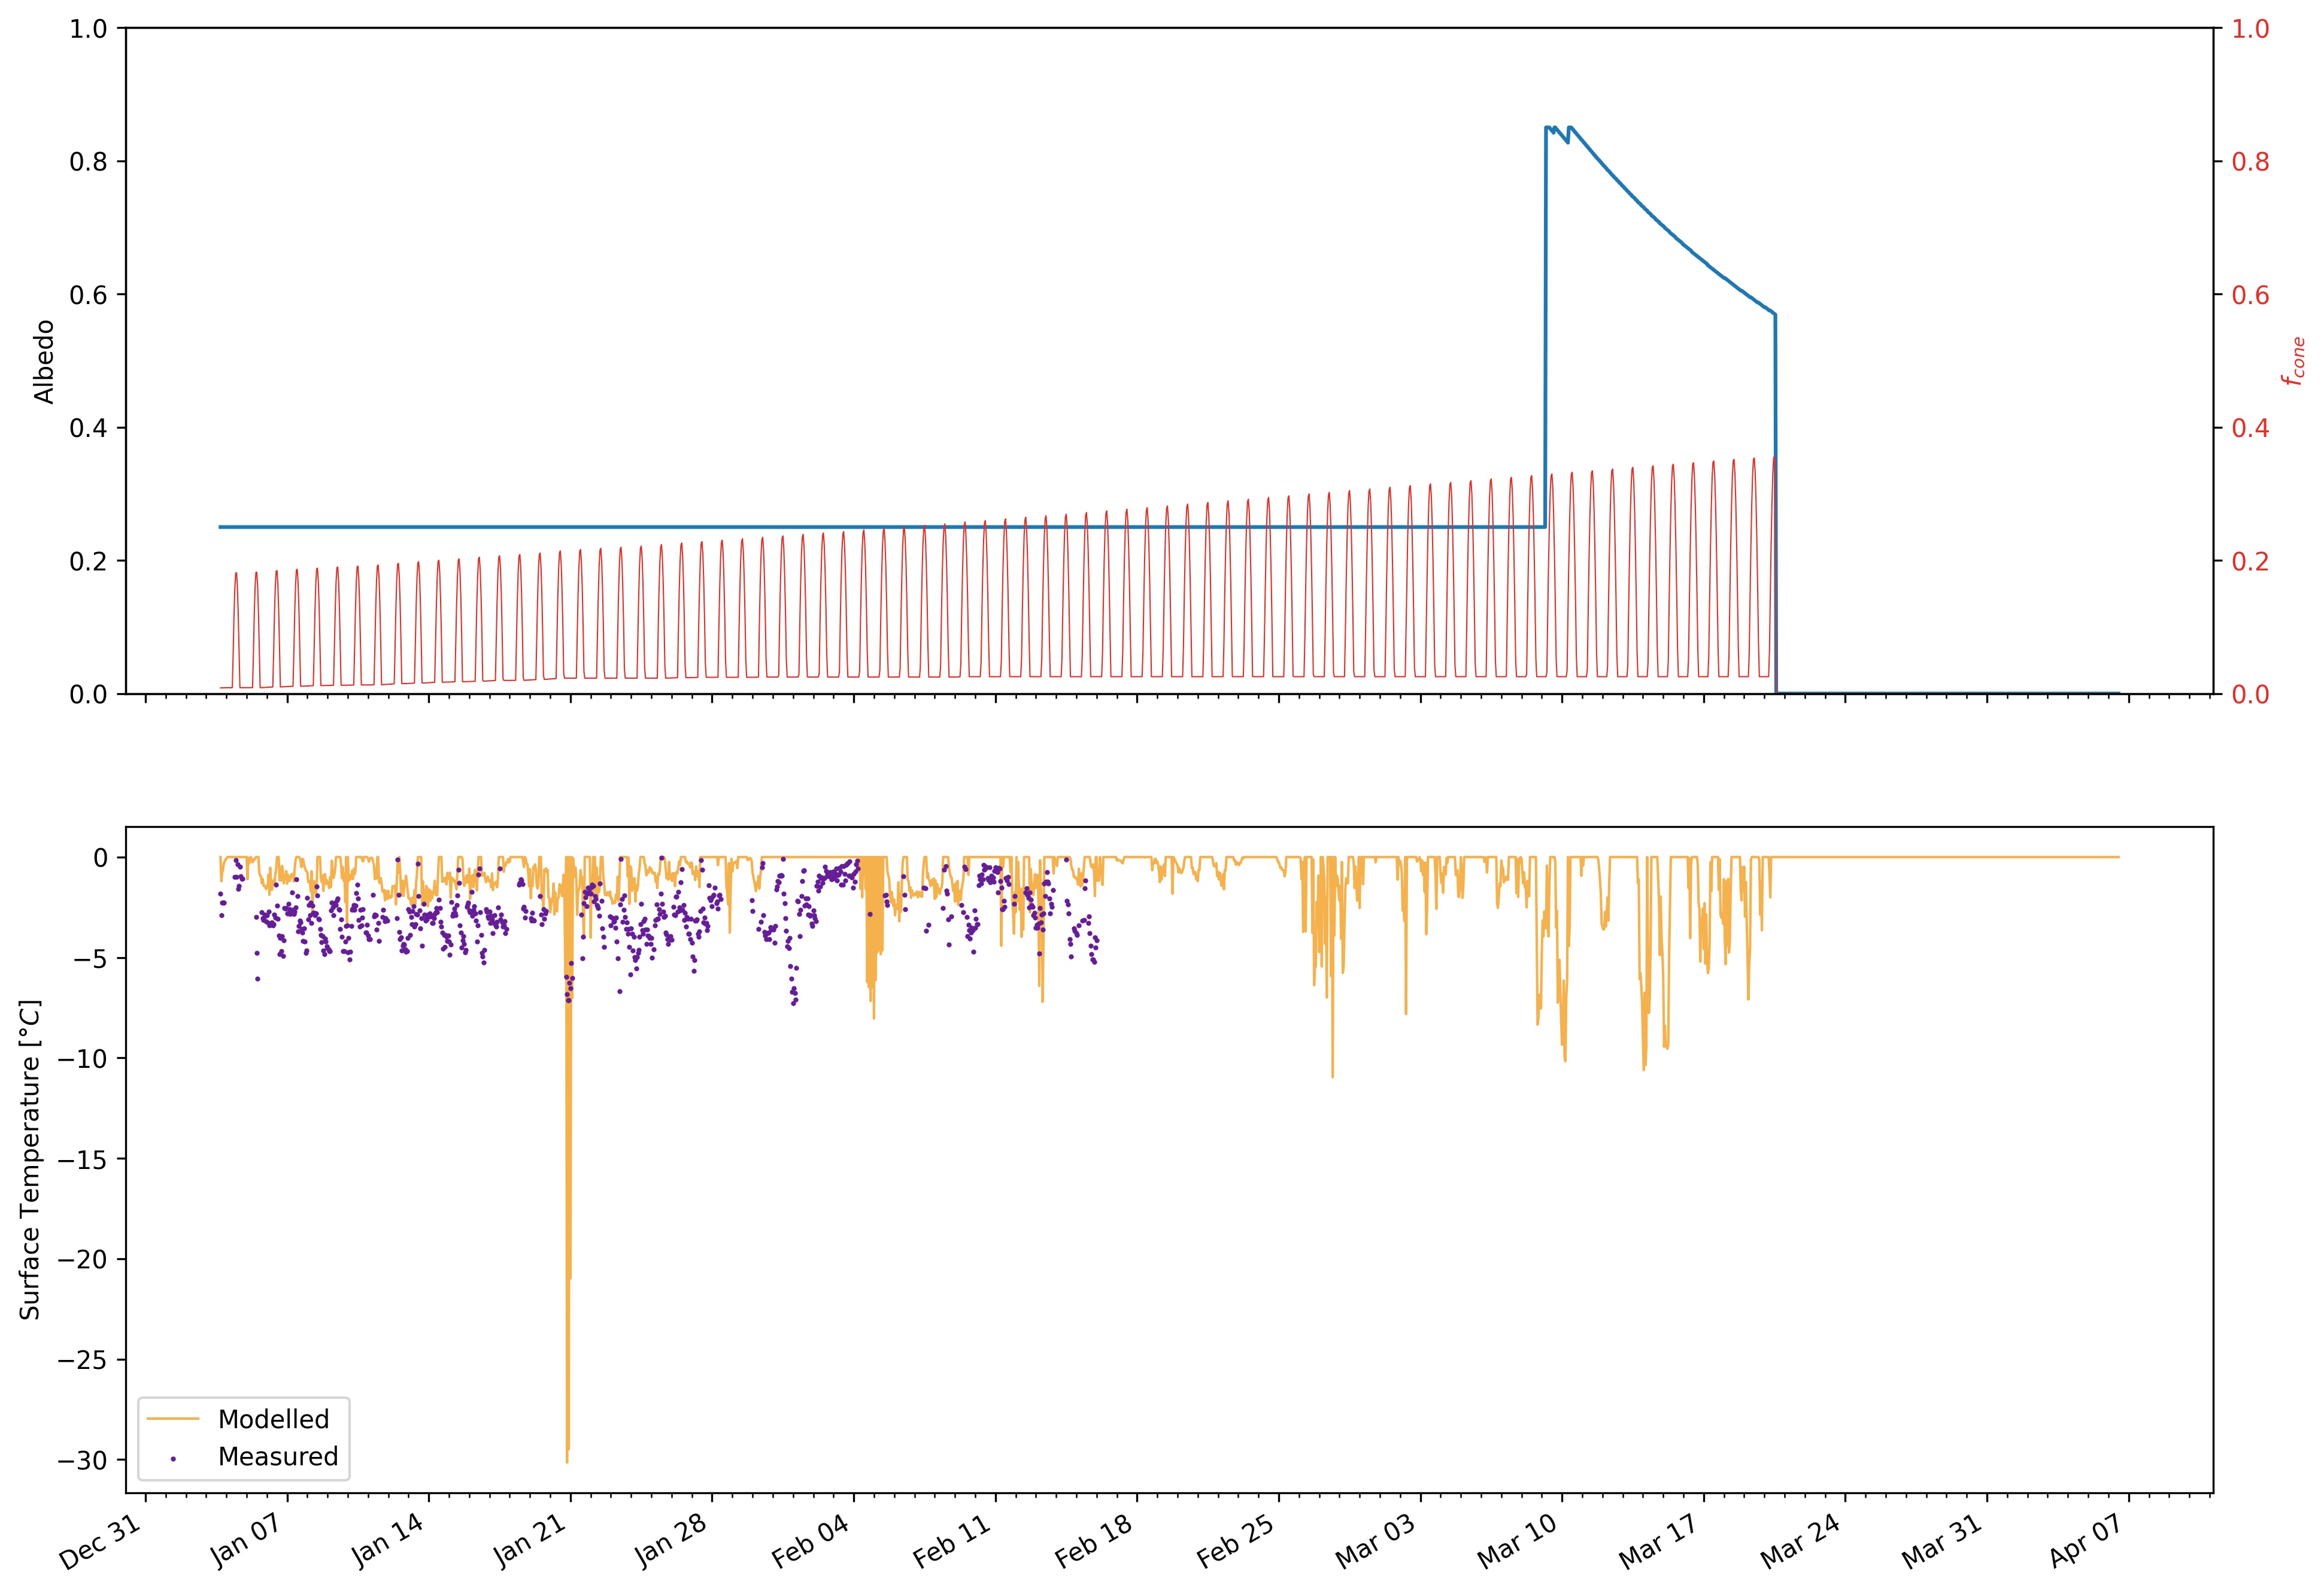 1.0
0.8
0.6
0.4
0.2
0.0
Albedo
1.0
0.8
0.6
0.4
0.2
0.0
f_cone
0
−5
−10
−15
−20
−25
−30
Surface Temperature [°C]
Modelled
Measured
Dec 31
Jan 07
Jan 14
Jan 21
Jan 28
Feb 04
Feb 11
Feb 18
Feb 25
Mar 03
Mar 10
Mar 17
Mar 24
Mar 31
Apr 07